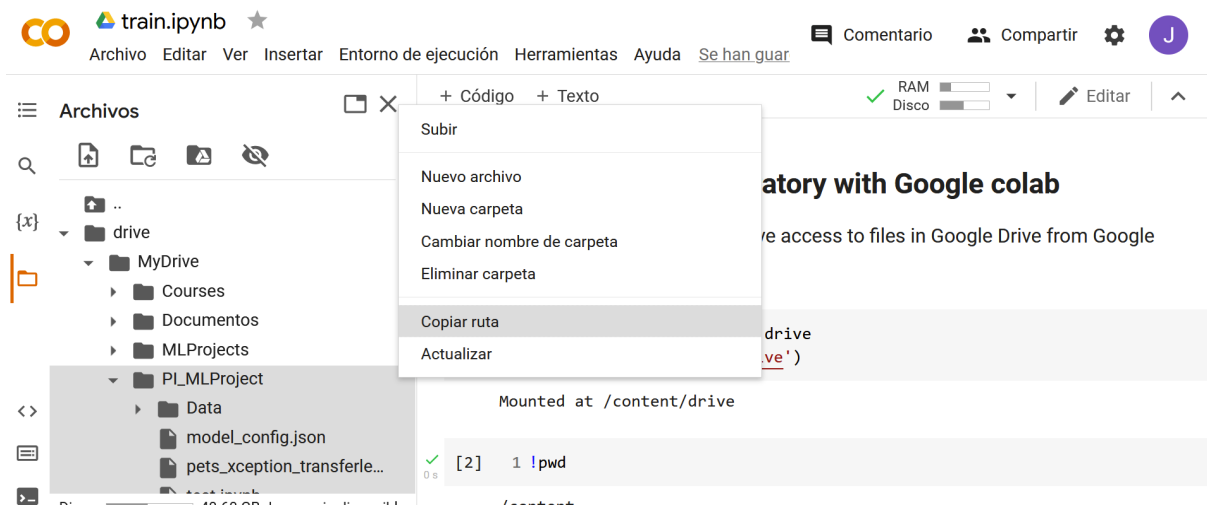 train.ipynb
Archivo Editar Ver Insertar Entorno de ejecución Herramientas Ayuda Se han guar
Comentario
Compartir
J
Archivos
+ Código + Texto
RAM
Disco
Editar
{x}
..
drive
MyDrive
Courses
Documentos
MLProjects
PI_MLProject
Data
model_config.json
pets_xception_transferle...
Subir
Nuevo archivo
Nueva carpeta
Cambiar nombre de carpeta
Eliminar carpeta
Copiar ruta
Actualizar
atory with Google colab
e access to files in Google Drive from Google
drive
ve')
Mounted at /content/drive
0 s
[2] 1 !pwd